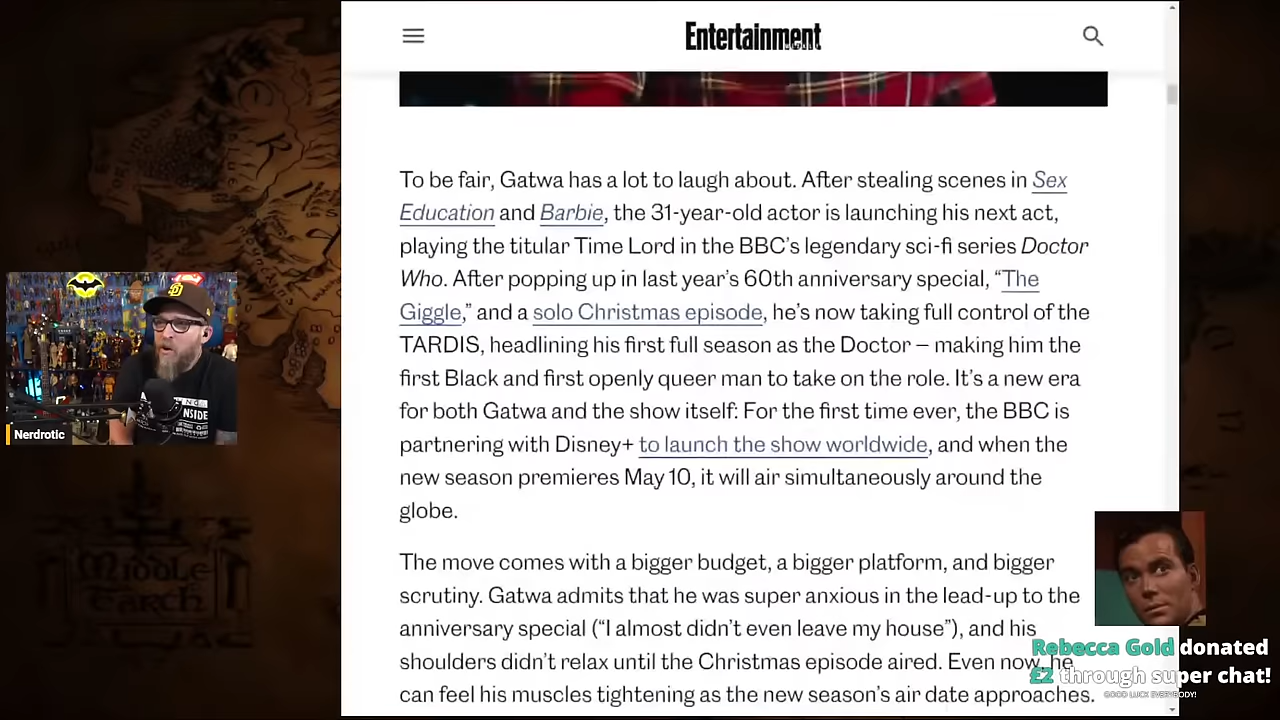 Entertainment
To be fair, Gatwa has a lot to laugh about. After stealing scenes in Sex
Education and Barbie, the 31-year-old actor is launching his next act,
playing the titular Time Lord in the BBC's legendary sci-fi series Doctor
Who. After popping up in last year's 60th anniversary special, “The
Giggle,” and a solo Christmas episode, he's now taking full control of the
TARDIS, headlining his first full season as the Doctor — making him the
first Black and first openly queer man to take on the role. It's a new era
for both Gatwa and the show itself: For the first time ever, the BBC is
partnering with Disney+ to launch the show worldwide, and when the
new season premieres May 10, it will air simultaneously around the
globe.
The move comes with a bigger budget, a bigger platform, and bigger
scrutiny. Gatwa admits that he was super anxious in the lead-up to the
anniversary special (“I almost didn't even leave my house”), and his
shoulders didn't relax until the Christmas episode aired. Even now, he
can feel his muscles tightening as the new season's air date approaches.
Nerdrotic
INSIDE
Middle
Earth
Rebecca Gold donated
£2 through super chat!
GOOD LUCK EVERYBODY!